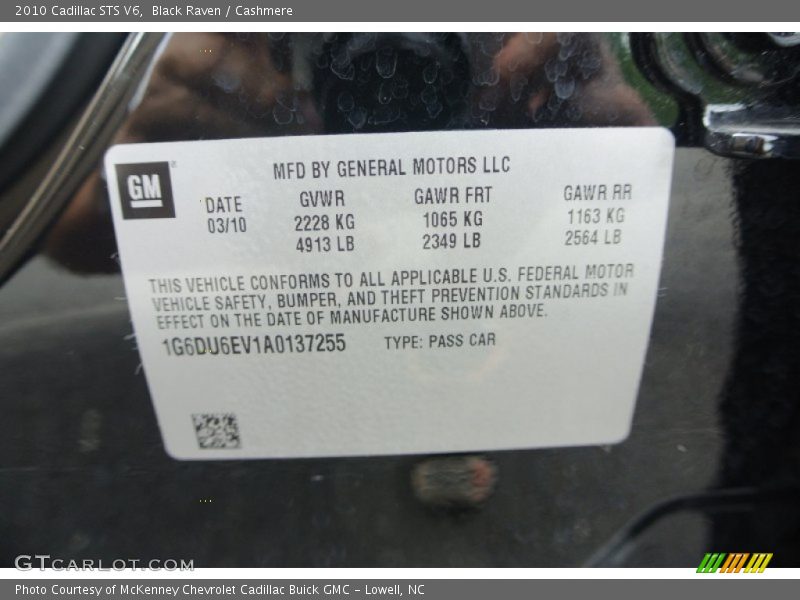 2010 Cadillac STS V6,  Black Raven / Cashmere
GM
MFD BY GENERAL MOTORS LLC
DATE GVWR GAWR FRT GAWR RR
03/10 2228 KG 1065 KG 1163 KG
4913 LB 2349 LB 2564 LB
THIS VEHICLE CONFORMS TO ALL APPLICABLE U.S. FEDERAL MOTOR
VEHICLE SAFETY, BUMPER, AND THEFT PREVENTION STANDARDS IN
EFFECT ON THE DATE OF MANUFACTURE SHOWN ABOVE.
1G6DU6EV1A0137255 TYPE: PASS CAR
GTCARLOT.COM
Photo Courtesy of McKenney Chevrolet Cadillac Buick GMC – Lowell, NC